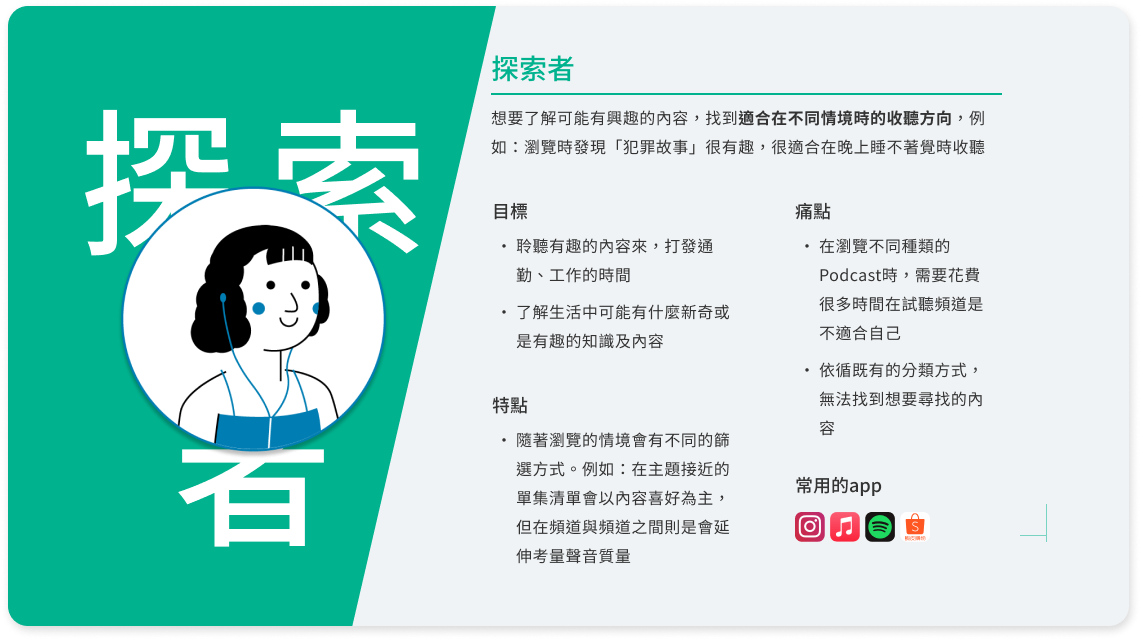 探索
者
探索者
想要了解可能有興趣的內容，找到適合在不同情境時的收聽方向，例
如：瀏覽時發現「犯罪故事」很有趣，很適合在晚上睡不著覺時收聽
目標
• 聆聽有趣的內容來，打發通
勤、工作的時間
• 了解生活中可能有什麼新奇或
是有趣的知識及內容
特點
• 隨著瀏覽的情境會有不同的篩
選方式。例如：在主題接近的
單集清單會以內容喜好為主，
但在頻道與頻道之間則是會延
伸考量聲音質量
痛點
• 在瀏覽不同種類的
Podcast時，需要花費
很多時間在試聽頻道是
不適合自己
• 依循既有的分類方式，
無法找到想要尋找的內
容
常用的app
S
蝦皮購物